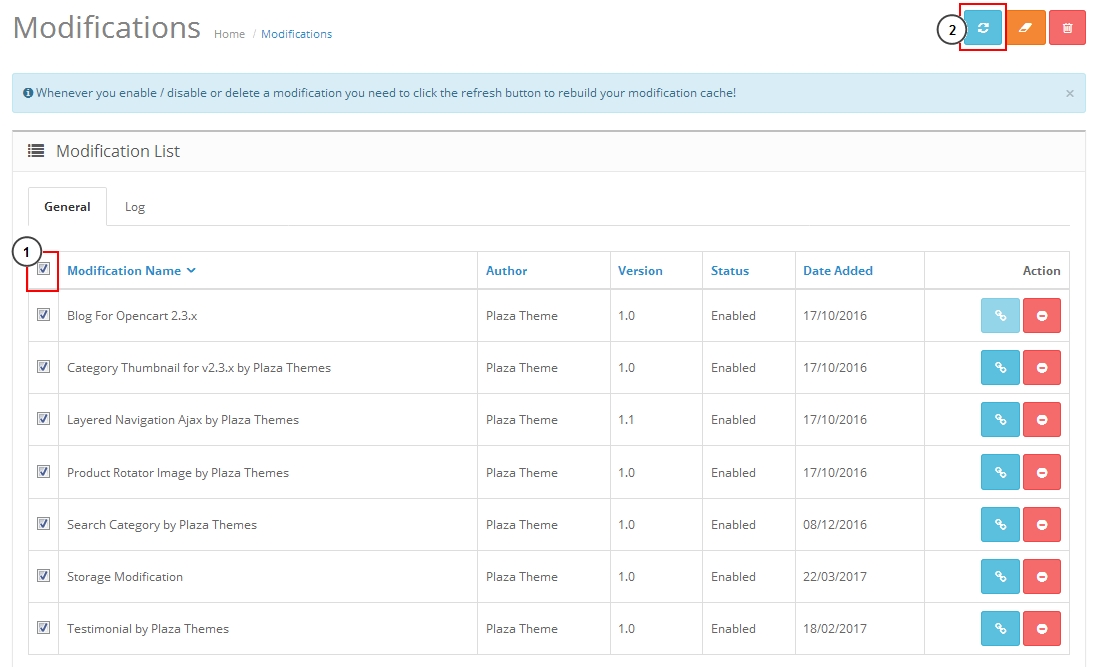 Modifications Home / Modifications
2
Whenever you enable / disable or delete a modification you need to click the refresh button to rebuild your modification cache! ×
Modification List
General Log
1
Modification Name Author Version Status Date Added Action
Blog For Opencart 2.3.x Plaza Theme 1.0 Enabled 17/10/2016
Category Thumbnail for v2.3.x by Plaza Themes Plaza Theme 1.0 Enabled 17/10/2016
Layered Navigation Ajax by Plaza Themes Plaza Theme 1.1 Enabled 17/10/2016
Product Rotator Image by Plaza Themes Plaza Theme 1.0 Enabled 17/10/2016
Search Category by Plaza Themes Plaza Theme 1.0 Enabled 08/12/2016
Storage Modification Plaza Theme 1.0 Enabled 22/03/2017
Testimonial by Plaza Themes Plaza Theme 1.0 Enabled 18/02/2017